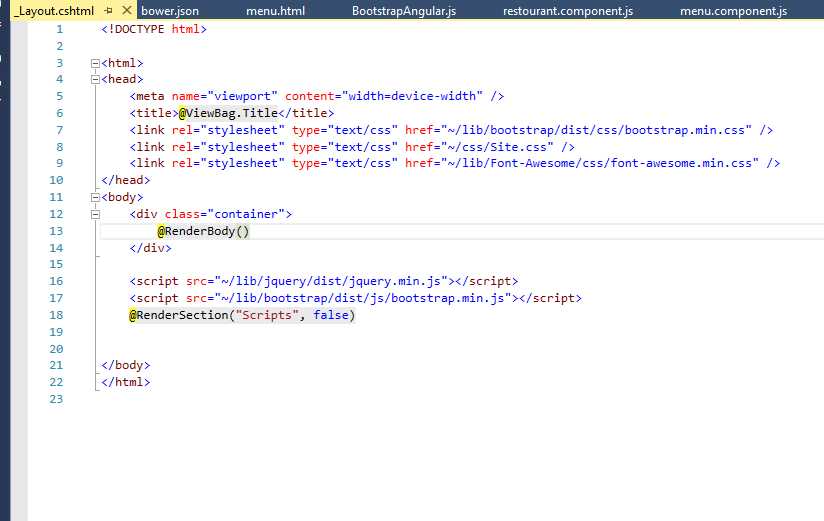 _Layout.cshtml bower.json menu.html BootstrapAngular.js restourant.component.js menu.component.js
1 <!DOCTYPE html>
2
3 <html>
4 <head>
5 <meta name="viewport" content="width=device-width" />
6 <title>@ViewBag.Title</title>
7 <link rel="stylesheet" type="text/css" href="~/lib/bootstrap/dist/css/bootstrap.min.css" />
8 <link rel="stylesheet" type="text/css" href="~/css/Site.css" />
9 <link rel="stylesheet" type="text/css" href="~/lib/Font-Awesome/css/font-awesome.min.css" />
10 </head>
11 <body>
12 <div class="container">
13 @RenderBody()
14 </div>
15
16 <script src="~/lib/jquery/dist/jquery.min.js"></script>
17 <script src="~/lib/bootstrap/dist/js/bootstrap.min.js"></script>
18 @RenderSection("Scripts", false)
19
20
21 </body>
22 </html>
23